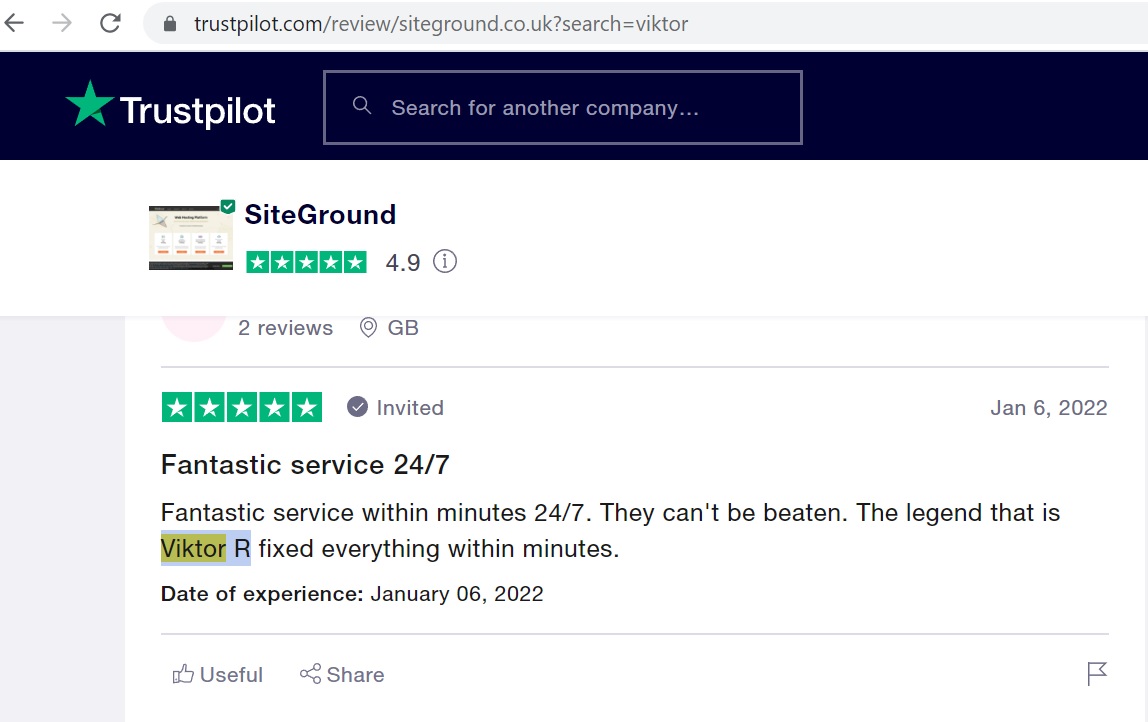 trustpilot.com/review/siteground.co.uk?search=viktor
Trustpilot
Search for another company...
SiteGround
4.9
2 reviews GB
Invited
Jan 6, 2022
Fantastic service 24/7
Fantastic service within minutes 24/7. They can't be beaten. The legend that is
Viktor R fixed everything within minutes.
Date of experience: January 06, 2022
Useful Share